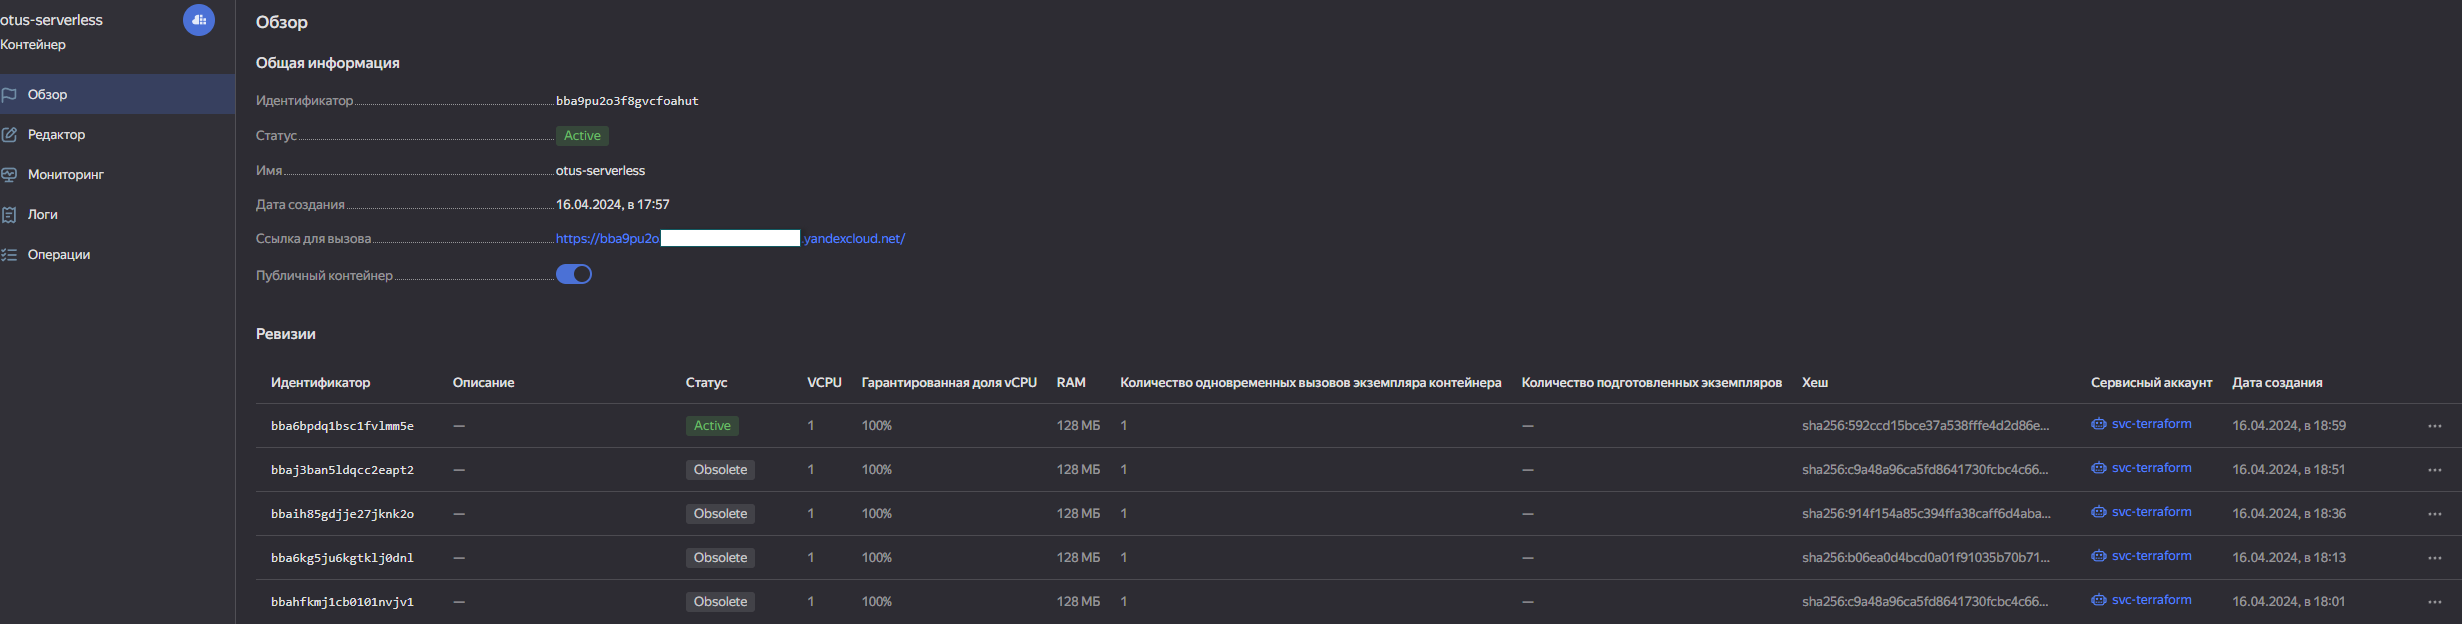 otus-serverless
Контейнер
Обзор
Редактор
Мониторинг
Логи
Операции
Обзор
Общая информация
Идентификатор bba9pu2o3f8gvcfoahut
Статус Active
Имя otus-serverless
Дата создания 16.04.2024, в 17:57
Ссылка для вызова https://bba9pu2o .yandexcloud.net/
Публичный контейнер
Ревизии
Идентификатор Описание Статус VCPU Гарантированная доля vCPU RAM Количество одновременных вызовов экземпляра контейнера Количество подготовленных экземпляров Хеш Сервисный аккаунт Дата создания
bba6bpdq1bsc1fvlmm5e — Active 1 100% 128 МБ 1 — sha256:592ccd15bce37a538fffe4d2d86e... svc-terraform 16.04.2024, в 18:59
bbaj3ban5ldqcc2eapt2 — Obsolete 1 100% 128 МБ 1 — sha256:c9a48a96ca5fd8641730fcbc4c66... svc-terraform 16.04.2024, в 18:51
bbaih85gdjje27jknk2o — Obsolete 1 100% 128 МБ 1 — sha256:914f154a85c394ffa38caff6d4aba... svc-terraform 16.04.2024, в 18:36
bba6kg5ju6kgtklj0dnl — Obsolete 1 100% 128 МБ 1 — sha256:b06ea0d4bcd0a01f91035b70b71... svc-terraform 16.04.2024, в 18:13
bbahfkmj1cb0101nvjv1 — Obsolete 1 100% 128 МБ 1 — sha256:c9a48a96ca5fd8641730fcbc4c66... svc-terraform 16.04.2024, в 18:01